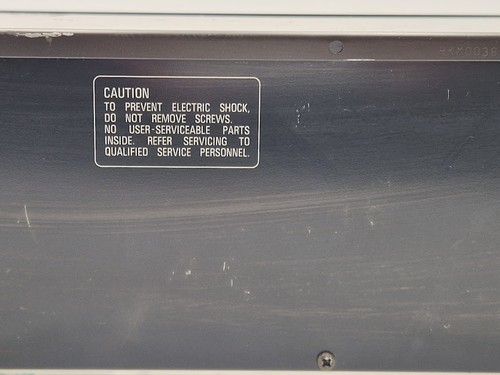 CAUTION
TO PREVENT ELECTRIC SHOCK,
DO NOT REMOVE SCREWS.
NO USER-SERVICEABLE PARTS
INSIDE. REFER SERVICING TO
QUALIFIED SERVICE PERSONNEL.